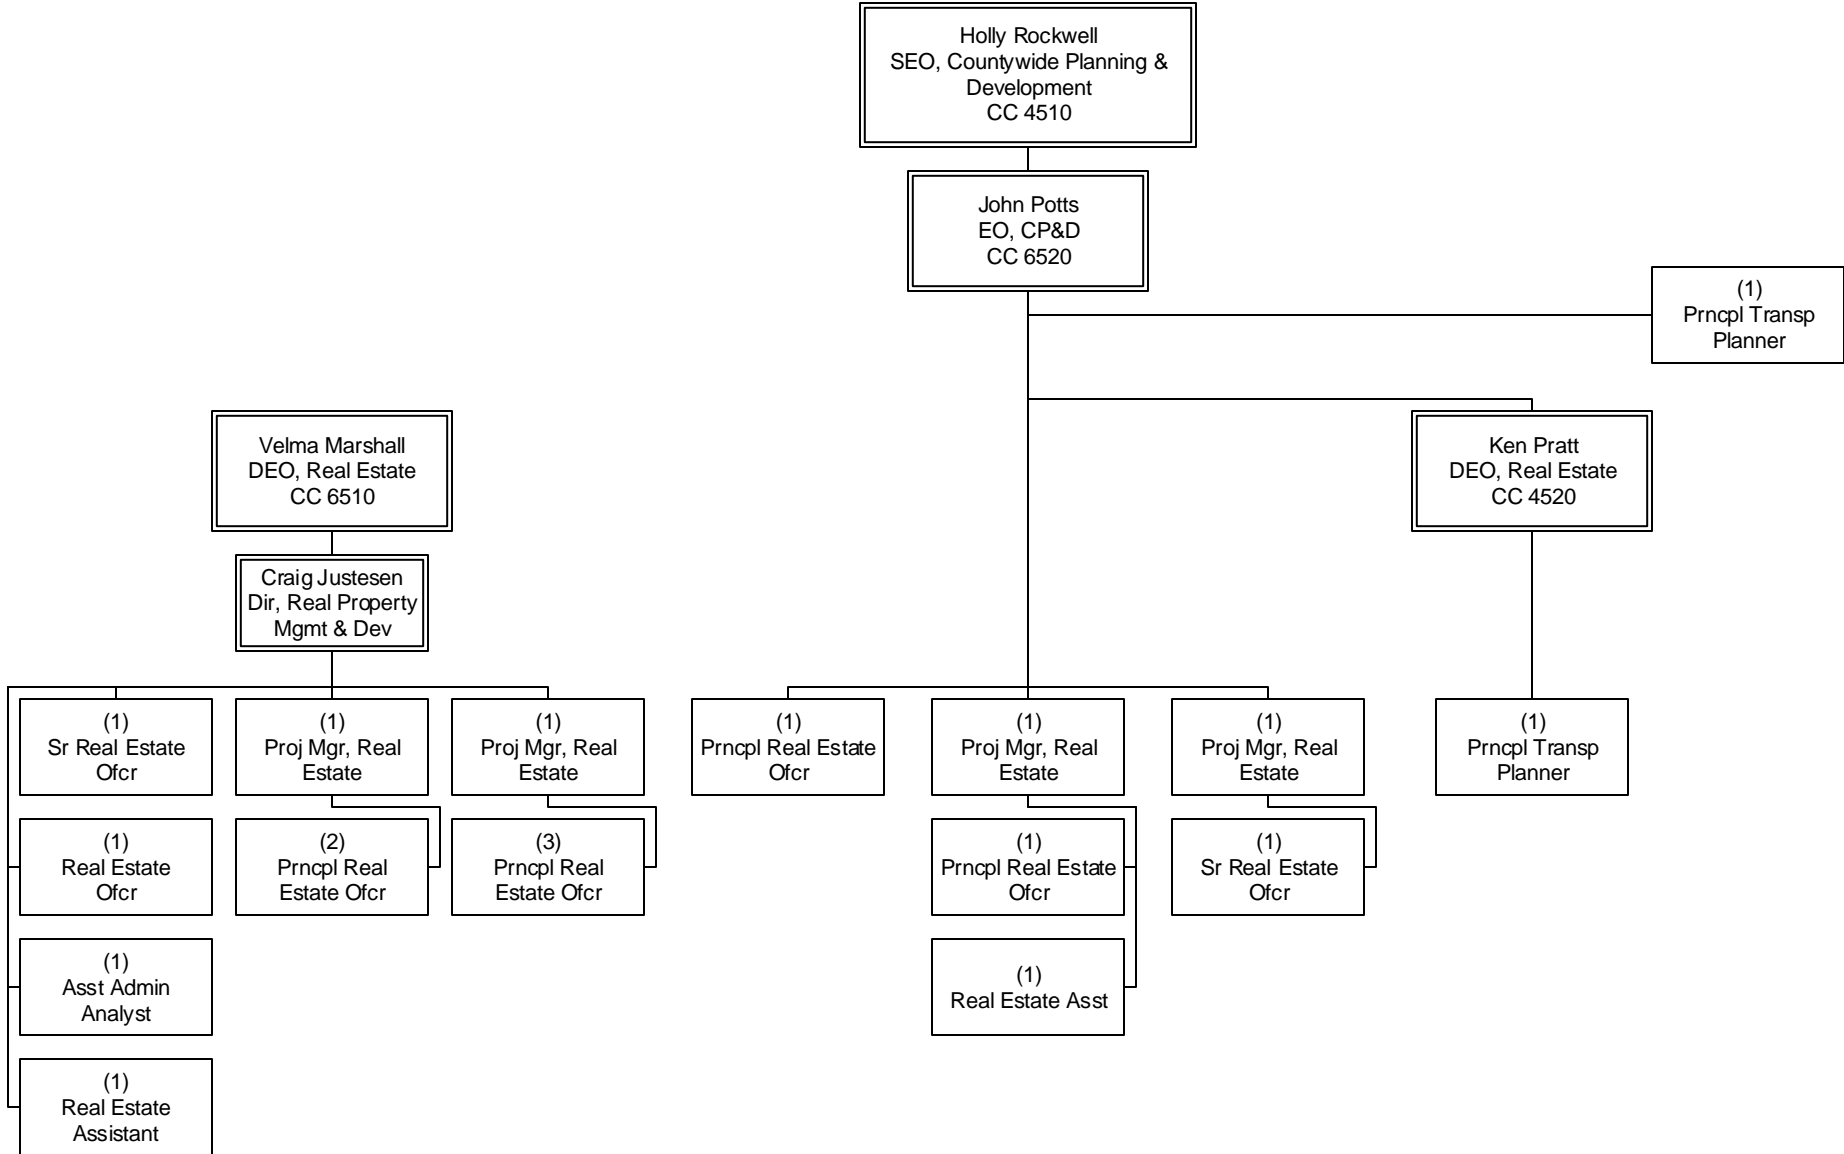 Holly Rockwell
SEO, Countywide Planning &
Development
CC 4510
John Potts
EO, CP&D
CC 6520
(1)
Prncpl Transp
Planner
Velma Marshall
DEO, Real Estate
CC 6510
Ken Pratt
DEO, Real Estate
CC 4520
Craig Justesen
Dir, Real Property
Mgmt & Dev
(1)
Sr Real Estate
Ofcr
(1)
Proj Mgr, Real
Estate
(1)
Proj Mgr, Real
Estate
(1)
Prncpl Real Estate
Ofcr
(1)
Proj Mgr, Real
Estate
(1)
Proj Mgr, Real
Estate
(1)
Prncpl Transp
Planner
(1)
Real Estate
Ofcr
(2)
Prncpl Real
Estate Ofcr
(3)
Prncpl Real
Estate Ofcr
(1)
Prncpl Real Estate
Ofcr
(1)
Sr Real Estate
Ofcr
(1)
Asst Admin
Analyst
(1)
Real Estate Asst
(1)
Real Estate
Assistant